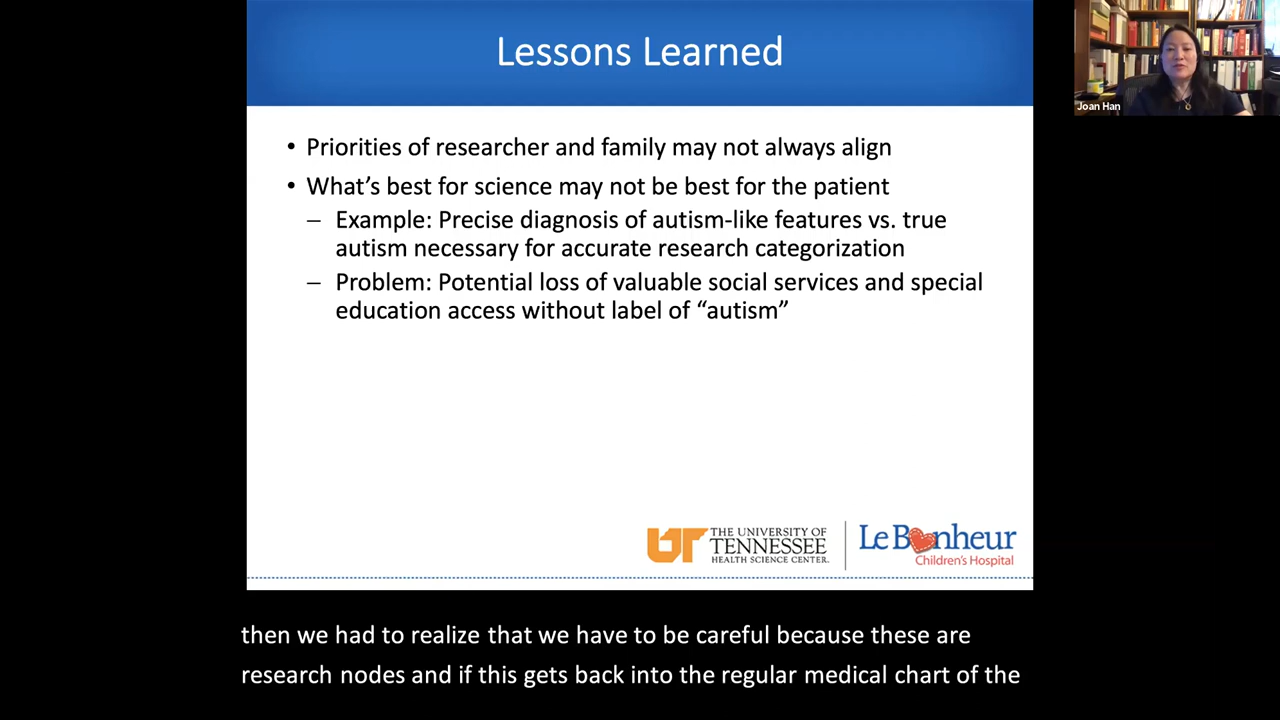 Lessons Learned
Joan Han
• Priorities of researcher and family may not always align
• What's best for science may not be best for the patient
– Example: Precise diagnosis of autism-like features vs. true
autism necessary for accurate research categorization
– Problem: Potential loss of valuable social services and special
education access without label of “autism”
UT THE UNIVERSITY OF
TENNESSEE
HEALTH SCIENCE CENTER.
Le Bonheur
Children's Hospital
then we had to realize that we have to be careful because these are
research nodes and if this gets back into the regular medical chart of the